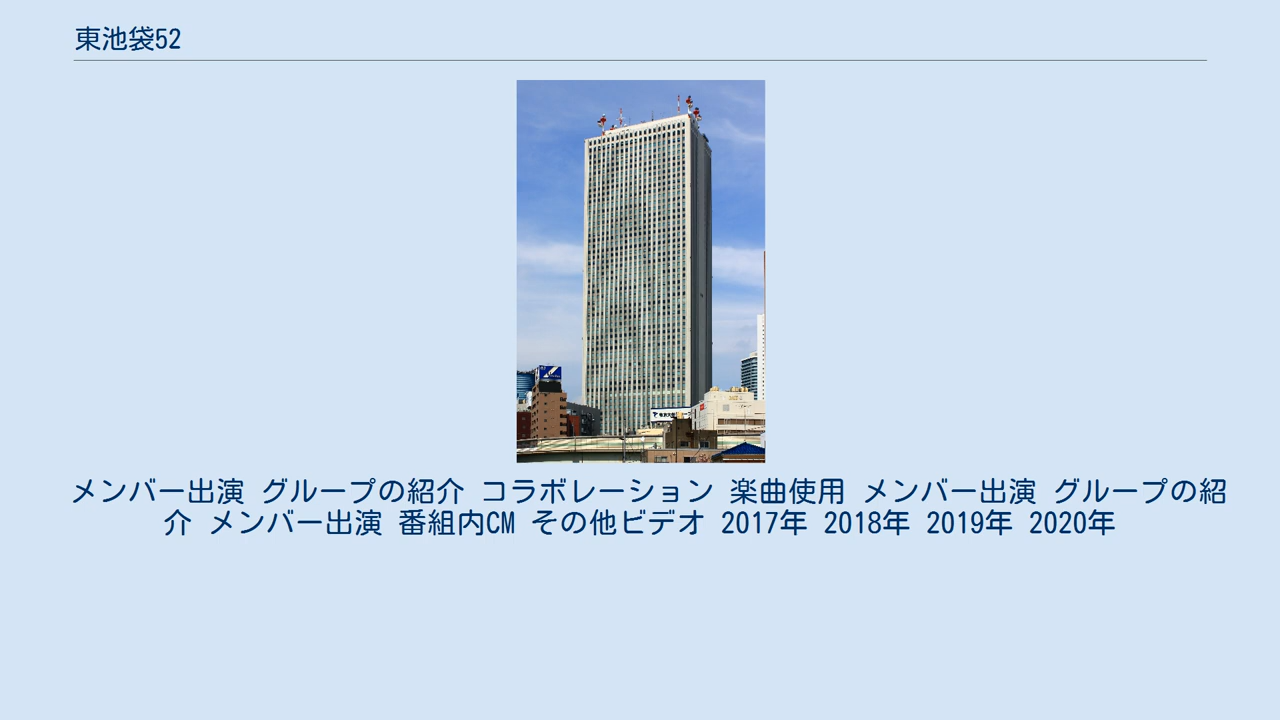 東池袋52
メンバー出演 グループの紹介 コラボレーション 楽曲使用 メンバー出演 グループの紹
介 メンバー出演 番組内CM その他ビデオ 2017年 2018年 2019年 2020年